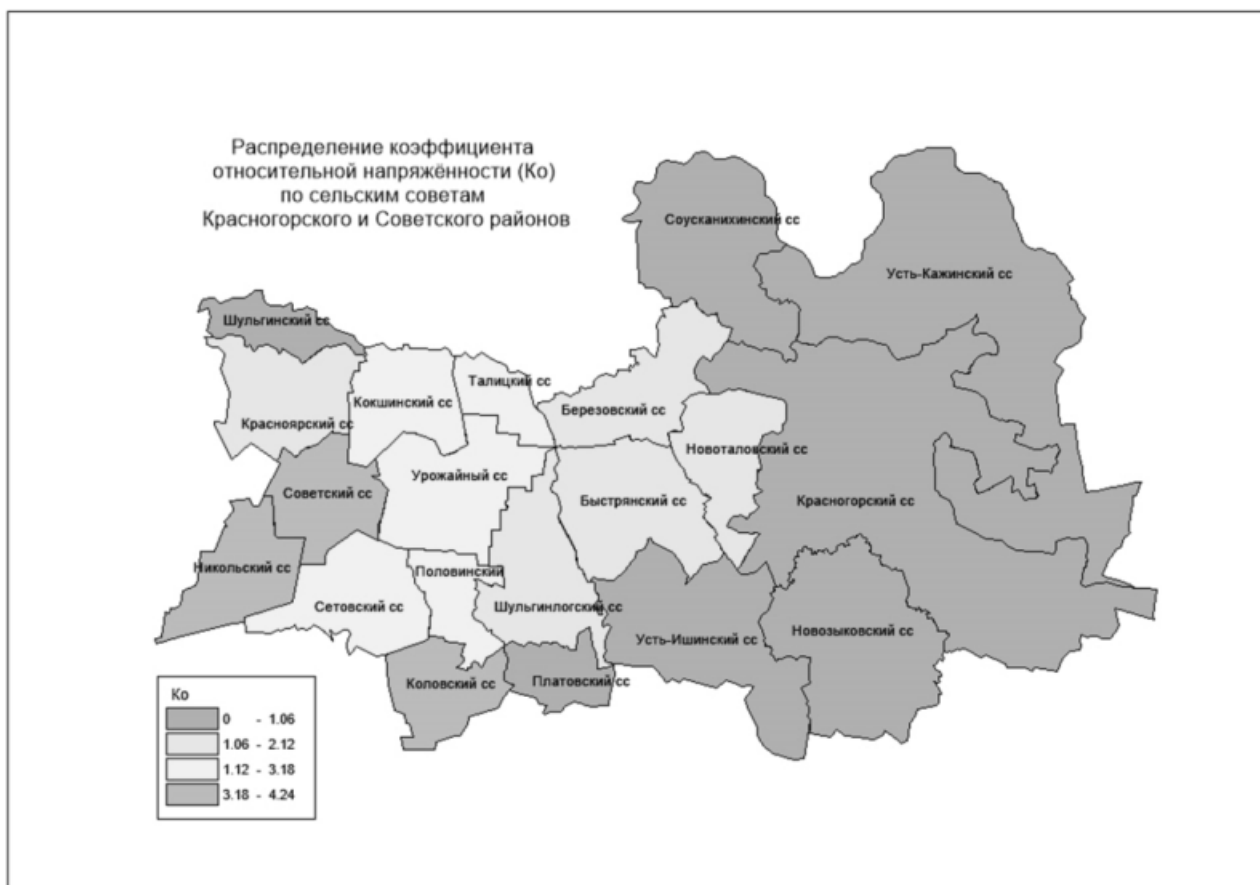 Распределение коэффициента
относительной напряжённости (Ко)
по сельским советам
Красногорского и Советского районов
Соусканихинский сс
Усть-Кажинский сс
Шульгинский сс
Талицкий сс
Кокшинский сс
Березовский сс
Красноярский сс
Новоталовский сс
Урожайный сс
Советский сс
Быстрянский сс
Красногорский сс
Никольский сс
Половинский
Сетовский сс
Шульгинлогский сс
Усть-Ишинский сс
Новозыковский сс
Коловский сс
Платовский сс
Ко
0 - 1.06
1.06 - 2.12
1.12 - 3.18
3.18 - 4.24